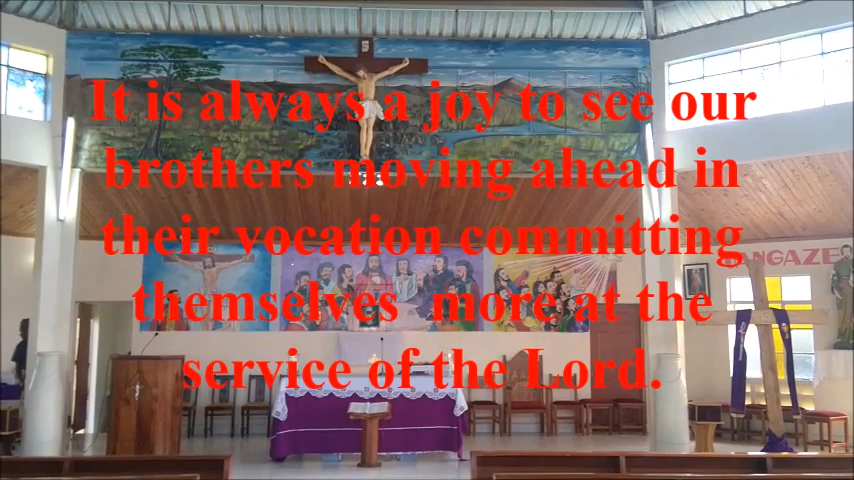 It is always a joy to see our
brothers moving ahead in
their vocation committing
themselves more at the
service of the Lord.